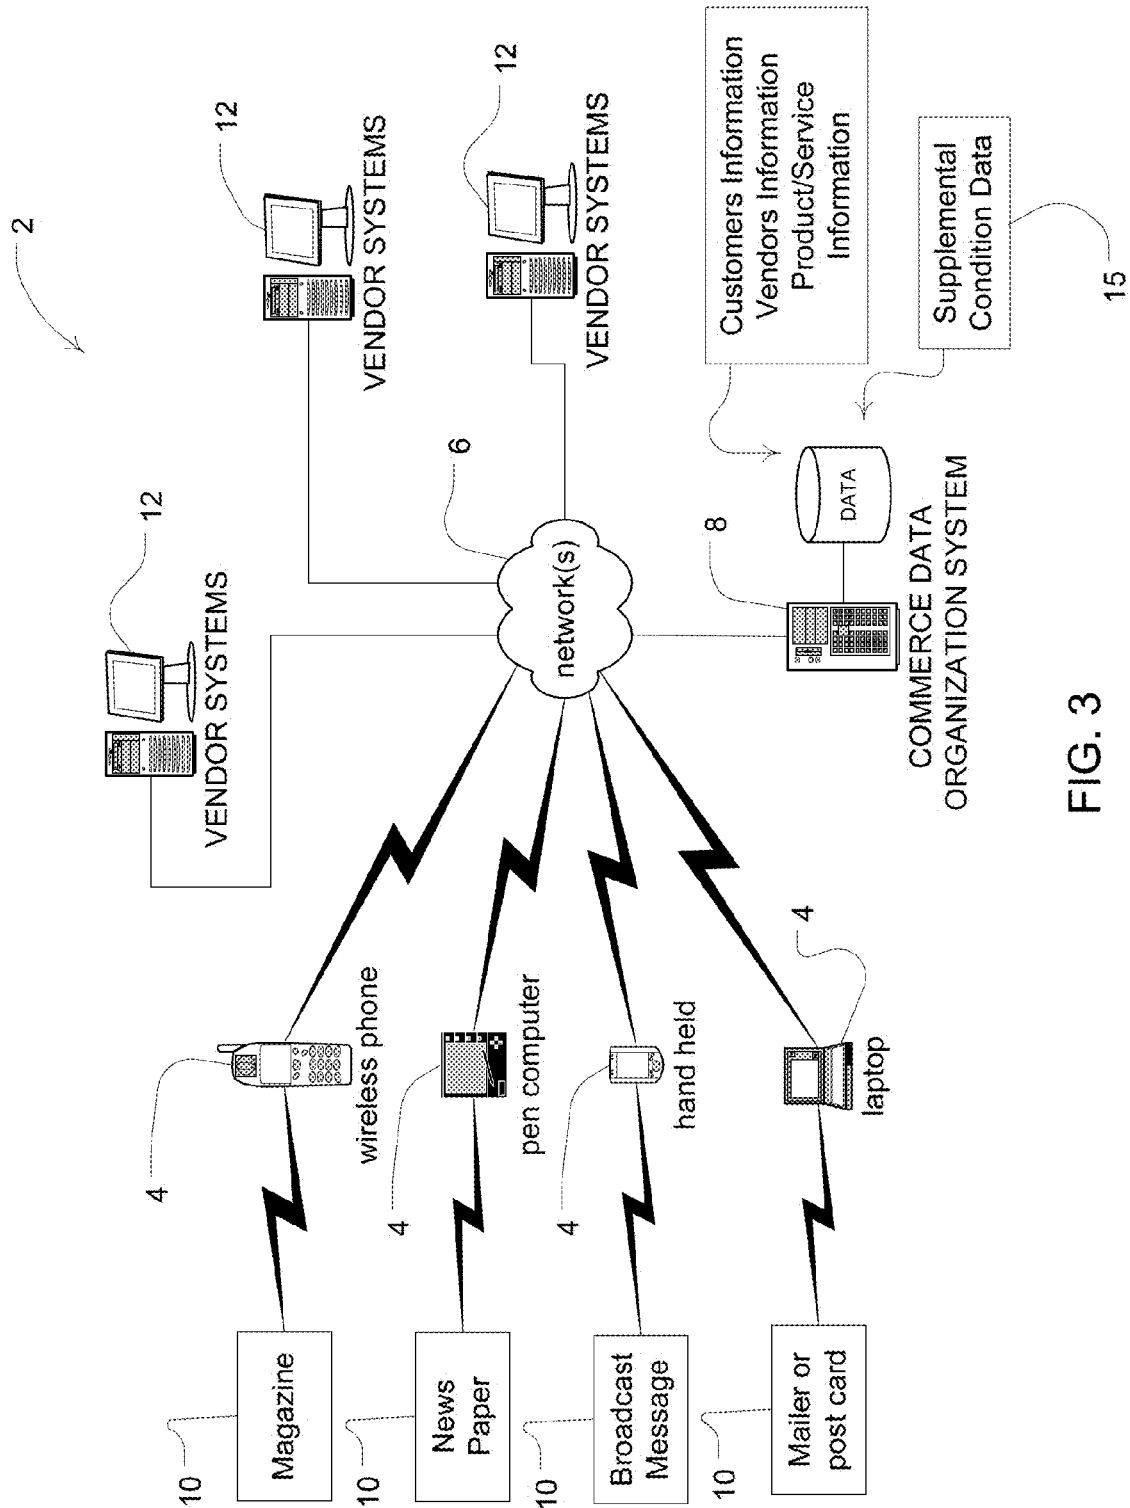 2
10
Magazine
4
wireless phone
12
VENDOR SYSTEMS
12
VENDOR SYSTEMS
10
News
Paper
4
pen computer
network(s)
6
12
VENDOR SYSTEMS
10
Broadcast
Message
4
hand held
8
DATA
Customers Information
Vendors Information
Product/Service
Information
10
Mailer or
post card
4
laptop
COMMERCE DATA
ORGANIZATION SYSTEM
Supplemental
Condition Data
15
FIG. 3